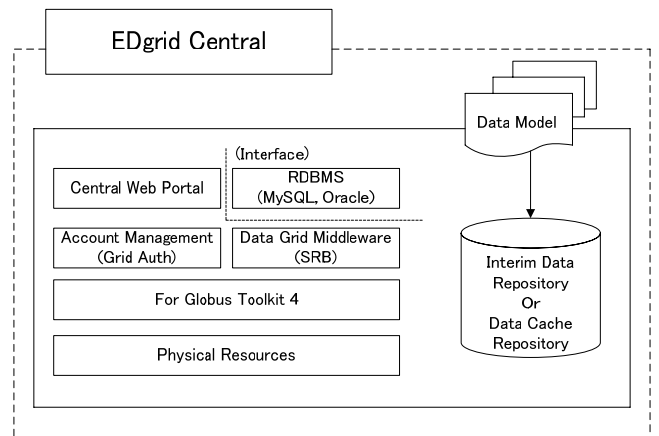 EDgrid Central
Data Model
(Interface)
Central Web Portal
RDBMS
(MySQL, Oracle)
Account Management
(Grid Auth)
Data Grid Middleware
(SRB)
For Globus Toolkit 4
Physical Resources
Interim Data
Repository
Or
Data Cache
Repository